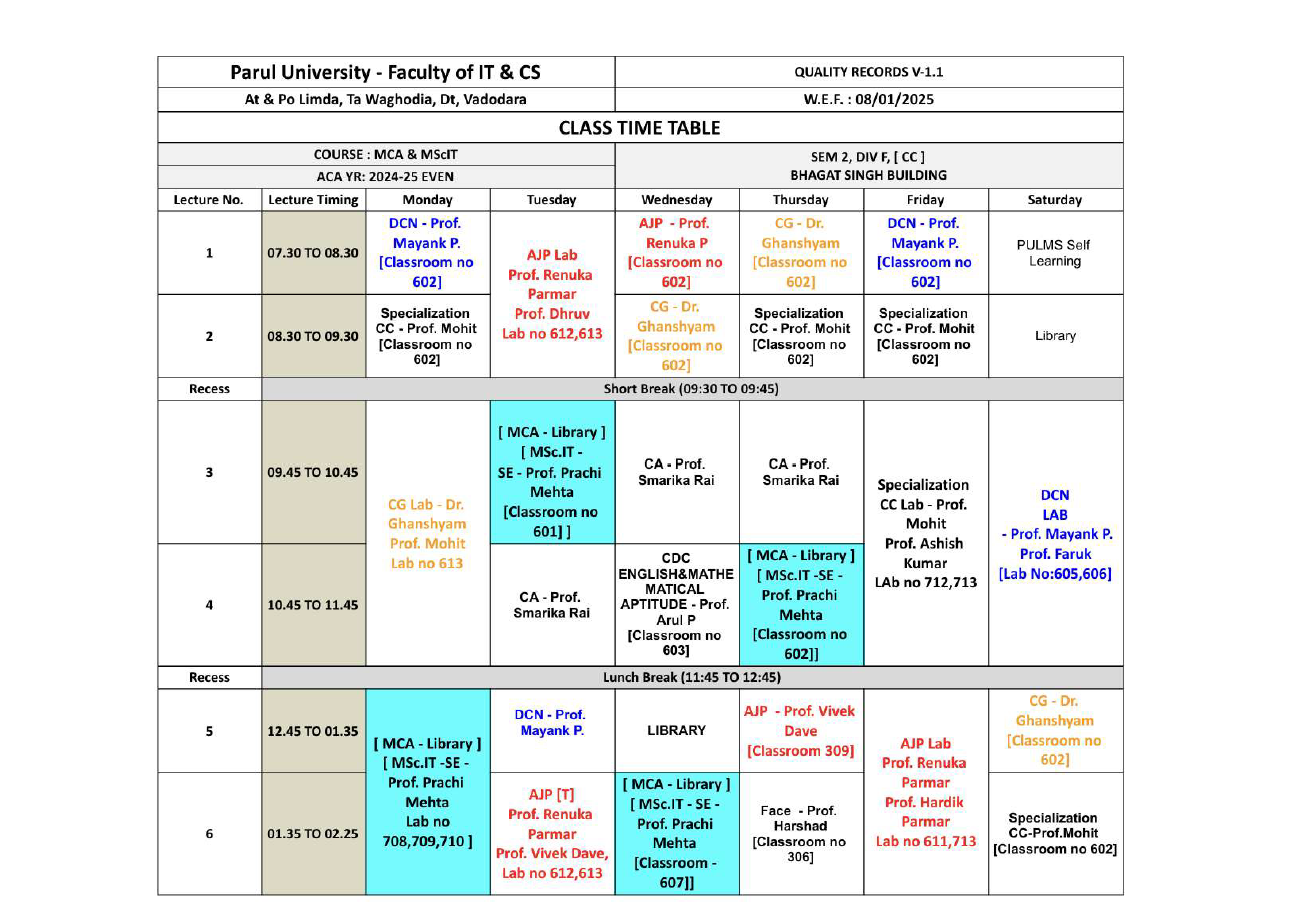 Parul University - Faculty of IT & CS
QUALITY RECORDS V-1.1
At & Po Limda, Ta Waghodia, Dt, Vadodara
W.E.F. : 08/01/2025
CLASS TIME TABLE
COURSE : MCA & MScIT
ACA YR: 2024-25 EVEN
SEM 2, DIV F, [ CC ]
BHAGAT SINGH BUILDING
Lecture No.
Lecture Timing
Monday
Tuesday
Wednesday
Thursday
Friday
Saturday
1
07.30 TO 08.30
DCN - Prof.
Mayank P.
[Classroom no
602]
AJP Lab
Prof. Renuka
Parmar
Prof. Dhruv
Lab no 612,613
AJP - Prof.
Renuka P
[Classroom no
602]
CG - Dr.
Ghanshyam
[Classroom no
602]
DCN - Prof.
Mayank P.
[Classroom no
602]
PULMS Self
Learning
2
08.30 TO 09.30
Specialization
CC - Prof. Mohit
[Classroom no
602]
CG - Dr.
Ghanshyam
[Classroom no
602]
Specialization
CC - Prof. Mohit
[Classroom no
602]
Specialization
CC - Prof. Mohit
[Classroom no
602]
Library
Recess
Short Break (09:30 TO 09:45)
3
09.45 TO 10.45
CG Lab - Dr.
Ghanshyam
Prof. Mohit
Lab no 613
[ MCA - Library ]
[ MSc.IT -
SE - Prof. Prachi
Mehta
[Classroom no
601] ]
CA - Prof.
Smarika Rai
CA - Prof.
Smarika Rai
Specialization
CC Lab - Prof.
Mohit
Prof. Ashish
Kumar
LAb no 712,713
DCN
LAB
- Prof. Mayank P.
Prof. Faruk
[Lab No:605,606]
4
10.45 TO 11.45
CA - Prof.
Smarika Rai
CDC
ENGLISH&MATHE
MATICAL
APTITUDE - Prof.
Arul P
[Classroom no
603]
[ MCA - Library ]
[ MSc.IT -SE -
Prof. Prachi
Mehta
[Classroom no
602]]
Recess
Lunch Break (11:45 TO 12:45)
5
12.45 TO 01.35
[ MCA - Library ]
[ MSc.IT -SE -
Prof. Prachi
Mehta
Lab no
708,709,710 ]
DCN - Prof.
Mayank P.
LIBRARY
AJP - Prof. Vivek
Dave
[Classroom 309]
AJP Lab
Prof. Renuka
Parmar
Prof. Hardik
Parmar
Lab no 611,713
CG - Dr.
Ghanshyam
[Classroom no
602]
6
01.35 TO 02.25
AJP [T]
Prof. Renuka
Parmar
Prof. Vivek Dave,
Lab no 612,613
[ MCA - Library ]
[ MSc.IT - SE -
Prof. Prachi
Mehta
[Classroom -
607]]
Face - Prof.
Harshad
[Classroom no
306]
Specialization
CC-Prof.Mohit
[Classroom no 602]